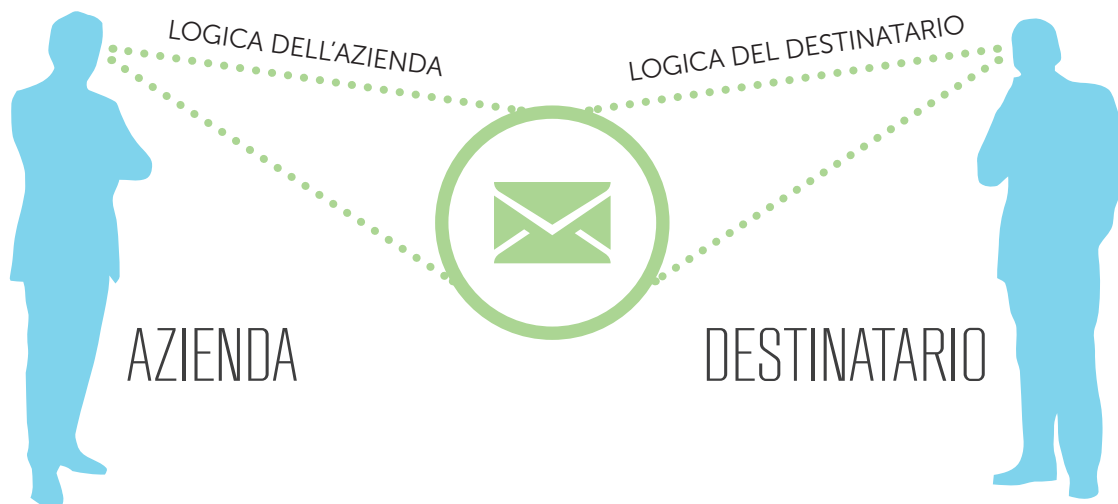 LOGICA DELL'AZIENDA
LOGICA DEL DESTINATARIO
AZIENDA
DESTINATARIO